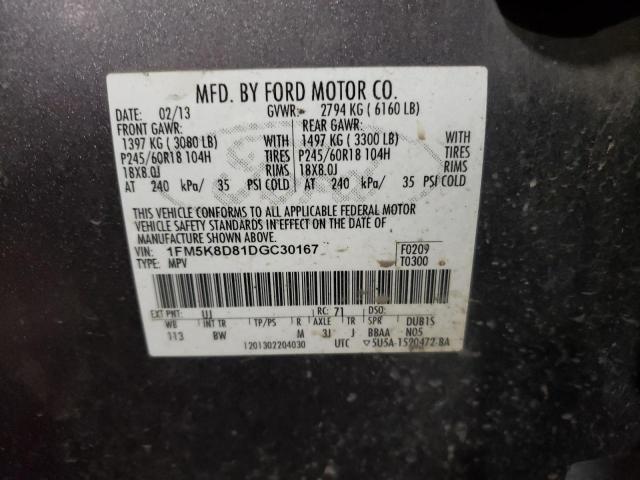 MFD. BY FORD MOTOR CO.
DATE: 02/13 GVWR: 2794 KG ( 6160 LB)
FRONT GAWR: REAR GAWR:
1397 KG ( 3080 LB) WITH 1497 KG ( 3300 LB) WITH
P245/60R18 104H TIRES P245/60R18 104H TIRES
18X8.0J RIMS 18X8.0J RIMS
AT 240 kPa/ 35 PSI COLD AT 240 kPa/ 35 PSI COLD
THIS VEHICLE CONFORMS TO ALL APPLICABLE FEDERAL MOTOR
VEHICLE SAFETY STANDARDS IN EFFECT ON THE DATE OF
MANUFACTURE SHOWN ABOVE.
VIN: 1FM5K8D81DGC30167 F0209
TYPE: MPV T0300
EXT PNT: UJ RC: 71 DSO:
WB INT TR TP/PS R AXLE TR SPR DUB1S
113 BW M 3J J BBAA N05
1201302204030 UTC ▽5U5A-1520472-BA